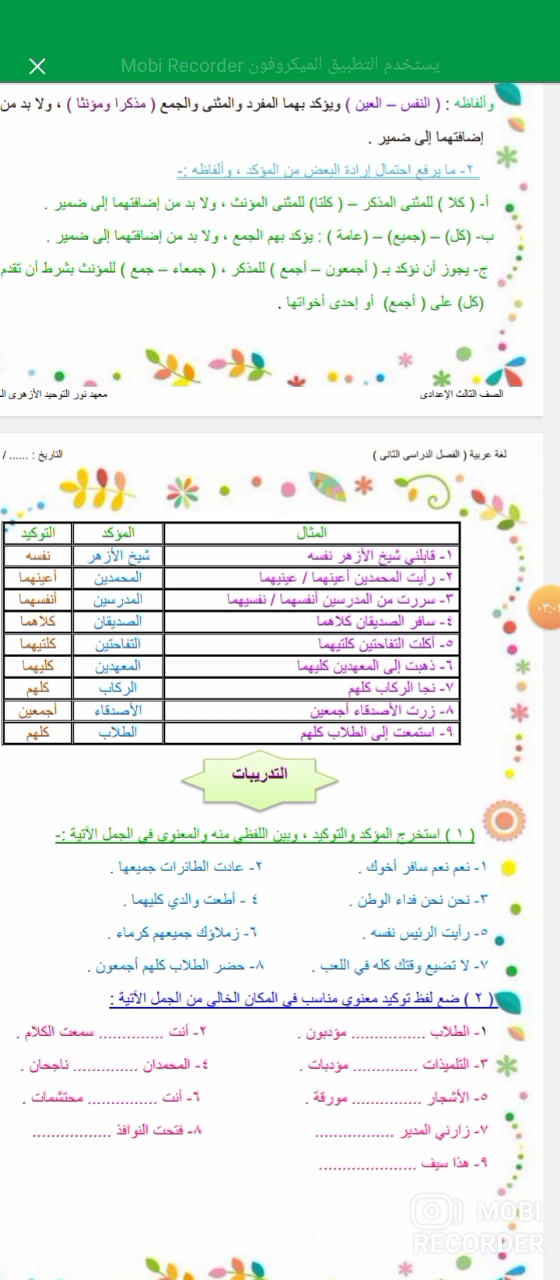 يستخدم التطبيق الميكروفون Mobi Recorder
وألفاظه : ( النفس – العين ) ويؤكد بهما المفرد والمثنى والجمع ( مذكرا ومؤنثا ) ، ولا بد من
إضافتهما إلى ضمير .
٢- ما يرفع احتمال إرادة البعض من المؤكد ، وألفاظه :-
أ- ( كلا ) للمثنى المذكر – ( كلتا) للمثنى المؤنث ، ولا بد من إضافتهما إلى ضمير .
ب- (كل) – (جميع) – (عامة ) : يؤكد بهم الجمع ، ولا بد من إضافتهما إلى ضمير .
ج- يجوز أن نؤكد بـ ( أجمعون – أجمع ) للمذكر ، ( جمعاء – جمع ) للمؤنث بشرط أن تقدم
(كل) على ( أجمع) أو إحدى أخواتها .
الصف الثالث الإعدادى معهد نور التوحيد الأزهرى
لغة عربية ( الفصل الدراسى الثانى ) التاريخ : ...... /
المثال المؤكد التوكيد
١- قابلني شيخ الأزهر نفسه شيخ الأزهر نفسه
٢- رأيت المحمدين أعينهما / عينيهما المحمدين أعينهما
٣- سررت من المدرسين أنفسهما / نفسيهما المدرسين أنفسهما
٤- سافر الصديقان كلاهما الصديقان كلاهما
٥- أكلت التفاحتين كلتيهما التفاحتين كلتيهما
٦- ذهبت إلى المعهدين كليهما المعهدين كليهما
٧- نجا الركاب كلهم الركاب كلهم
٨- زرت الأصدقاء أجمعين الأصدقاء أجمعين
٩- استمعت إلى الطلاب كلهم الطلاب كلهم
التدريبات
( ١ ) استخرج المؤكد والتوكيد ، وبين اللفظي منه والمعنوي في الجمل الآتية :-
١- نعم نعم سافر أخوك . ٢- عادت الطائرات جميعها .
٣- نحن نحن فداء الوطن . ٤ - أطعت والدي كليهما .
٥- رأيت الرئيس نفسه . ٦- زملاؤك جميعهم كرماء .
٧- لا تضيع وقتك كله في اللعب . ٨- حضر الطلاب كلهم أجمعون .
( ٢ ) ضع لفظ توكيد معنوي مناسب في المكان الخالي من الجمل الآتية :
١- الطلاب ................ مؤدبون . ٢- أنت .............. سمعت الكلام .
٣- التلميذات .............. مؤدبات . ٤- المحمدان .............. ناجحان .
٥- الأشجار ............... مورقة . ٦- أنت ............... محتشمات .
٧- زارني المدير ................. ٨- فتحت النوافذ .................
٩- هذا سيف .....................
MOBI
RECORDER